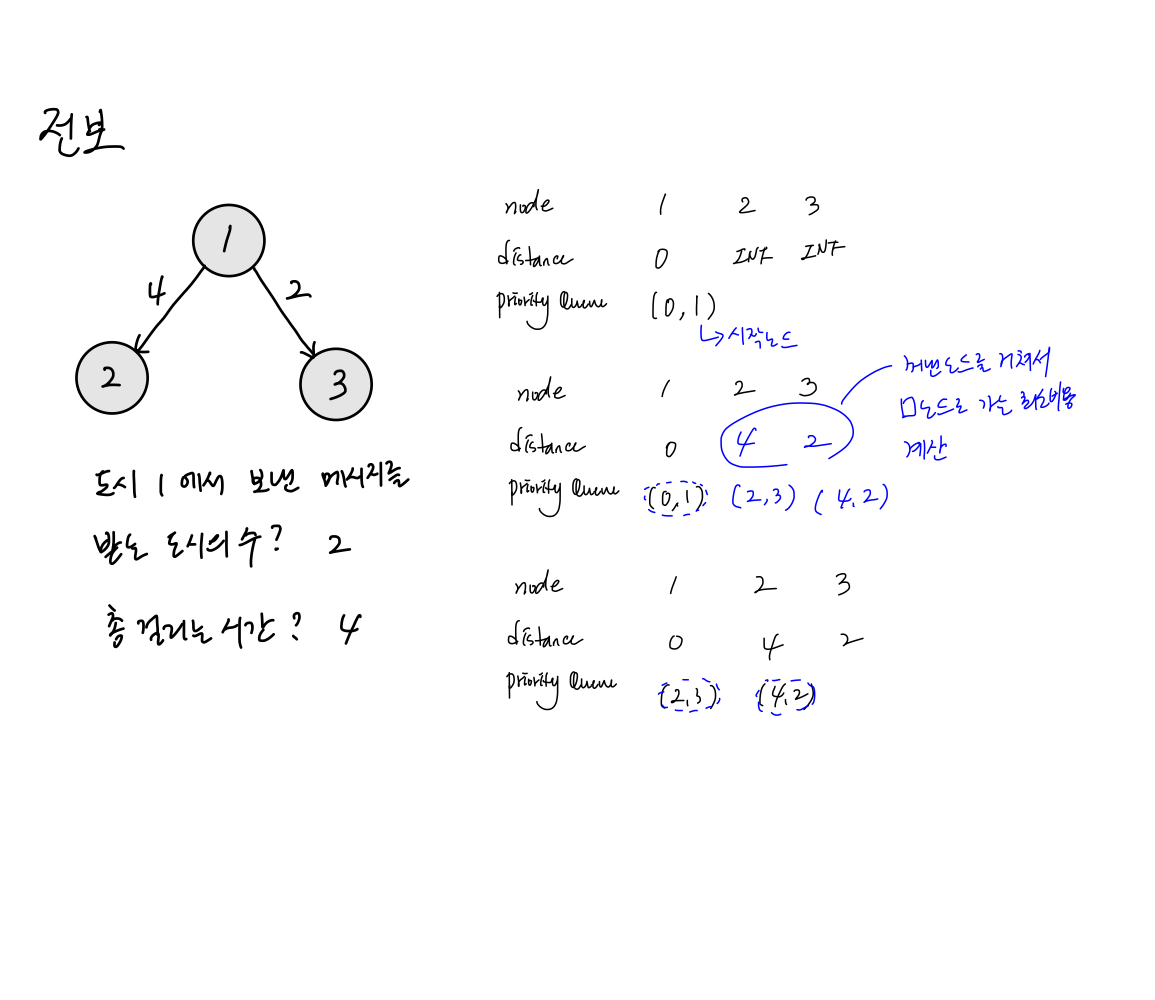 전보
1
4 2
2 3
도시 1에서 보낸 메시지를
받는 도시의 수? 2
총 걸리는 시간? 4
node 1 2 3
distance 0 INF INF
priority Queue (0,1)
↳시작노드
node 1 2 3
distance 0 4 2
priority Queue (0,1) (2,3) (4,2)
1번노드를 거쳐서
□노드로 가는 최소비용
계산
node 1 2 3
distance 0 4 2
priority Queue (2,3) (4,2)